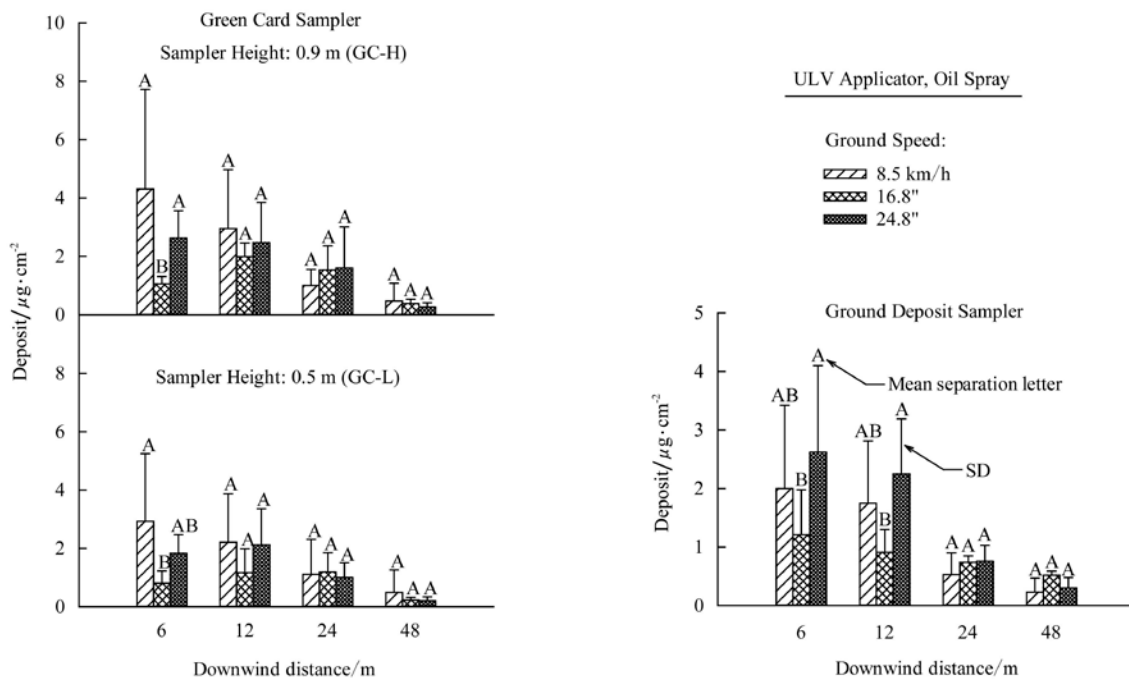 Green Card Sampler
Sampler Height: 0.9 m (GC-H)
10
8
6
4
2
0
A
B
A
A
A
A
A
A
A
A
A
A
Deposit/μg·cm⁻²
Sampler Height: 0.5 m (GC-L)
8
6
4
2
0
A
B
AB
A
A
A
A
A
A
A
A
A
6 12 24 48
Downwind distance/m
ULV Applicator, Oil Spray
Ground Speed:
8.5 km/h
16.8"
24.8"
Ground Deposit Sampler
5
4
3
2
1
0
Deposit/μg·cm⁻²
AB
B
A
AB
B
A
A
A
A
A
A
A
Mean separation letter
SD
6 12 24 48
Downwind distance/m